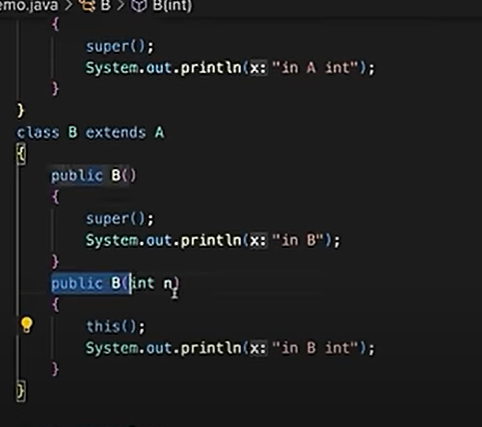 emo.java > B > B(int)
{
super();
System.out.println(x: "in A int");
}
}
class B extends A
{
public B()
{
super();
System.out.println(x: "in B");
}
public B(int n)
{
this();
System.out.println(x: "in B int");
}
}